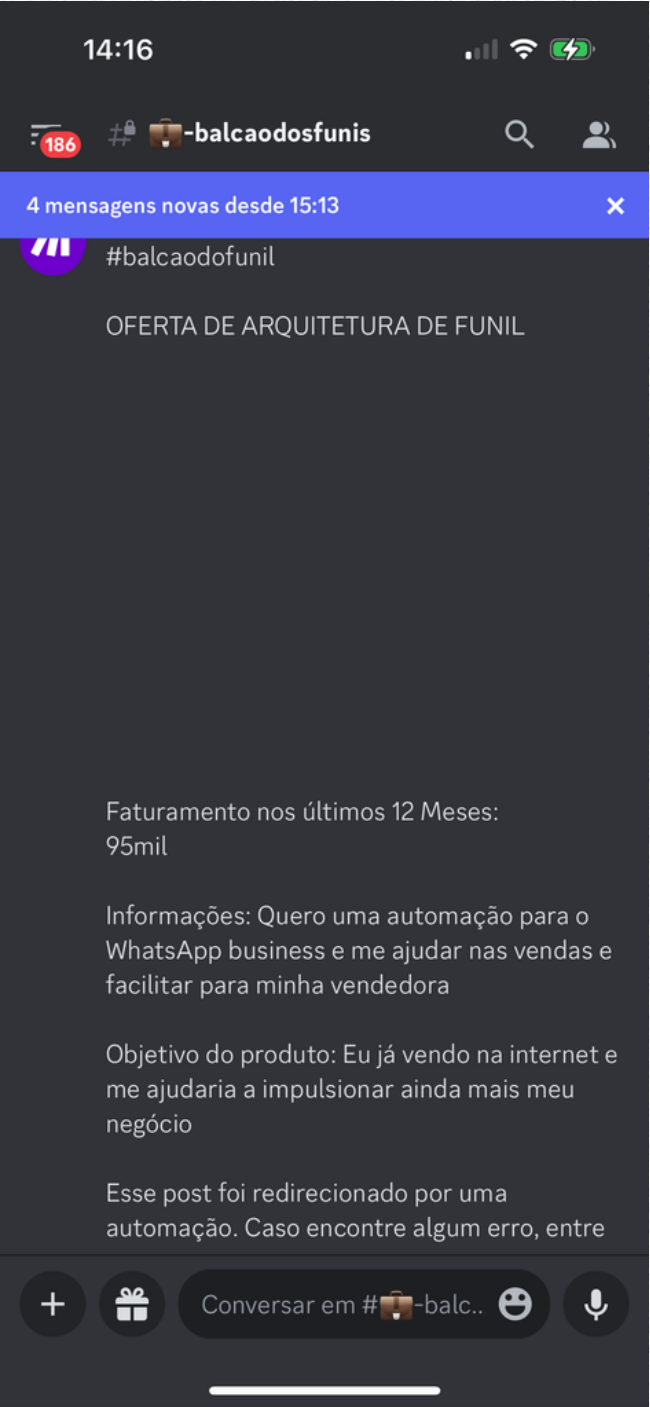 14:16
186
# 💼-balcaodosfunis
4 mensagens novas desde 15:13
#balcaodofunil
OFERTA DE ARQUITETURA DE FUNIL
Faturamento nos últimos 12 Meses:
95mil
Informações: Quero uma automação para o
WhatsApp business e me ajudar nas vendas e
facilitar para minha vendedora
Objetivo do produto: Eu já vendo na internet e
me ajudaria a impulsionar ainda mais meu
negócio
Esse post foi redirecionado por uma
automação. Caso encontre algum erro, entre
Conversar em #💼-balc..